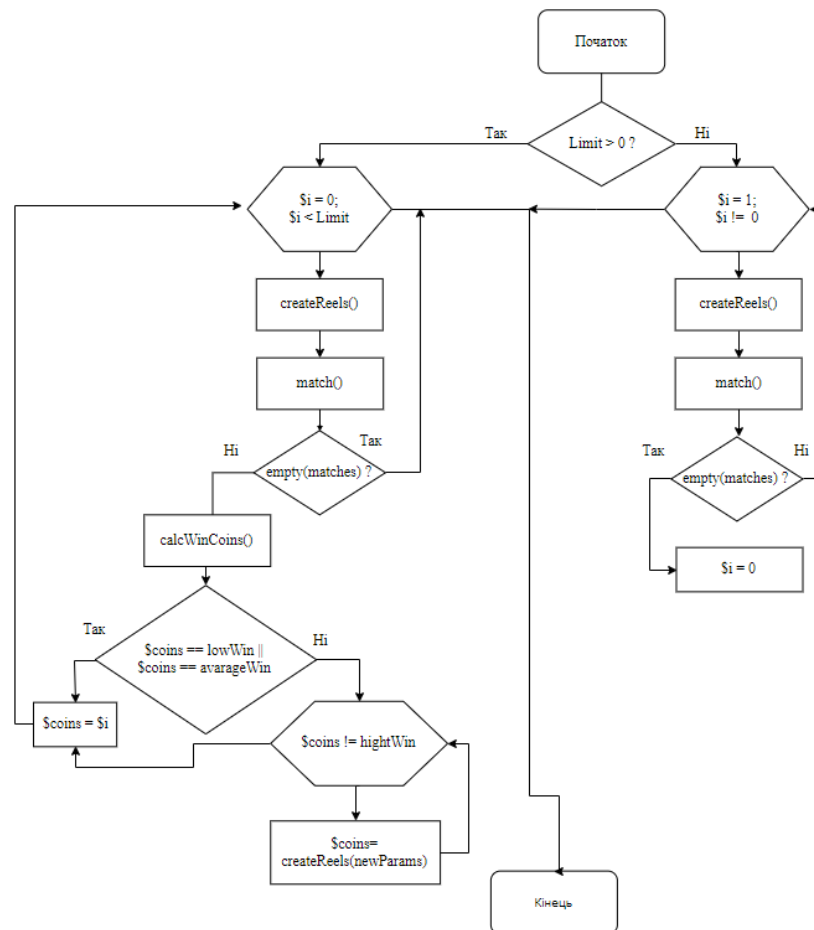 Початок
Так
Limit > 0 ?
Ні
$i = 0;
$i < Limit
$i = 1;
$i != 0
createReels()
createReels()
match()
match()
Ні
Так
empty(matches) ?
Так
empty(matches) ?
Ні
calcWinCoins()
$i = 0
Так
$coins == lowWin ||
$coins == avarageWin
Ні
$coins = $i
$coins != hightWin
$coins=
createReels(newParams)
Кінець